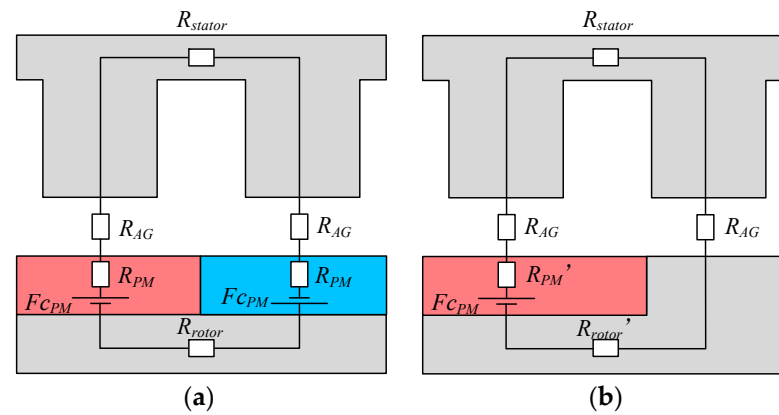 R_stator
R_stator
R_AG
R_AG
R_AG
R_AG
R_PM
R_PM
R_PM’
Fc_PM
Fc_PM
Fc_PM
R_rotor
R_rotor’
(a)
(b)